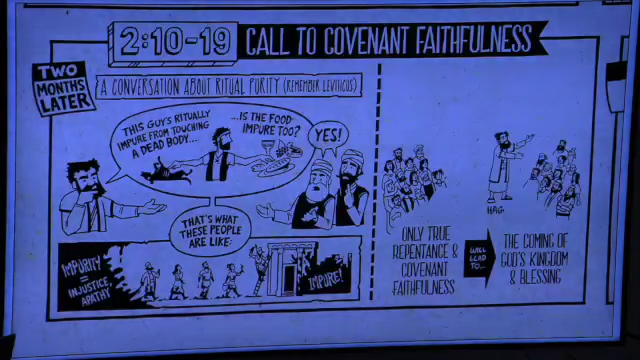 2:10-19 CALL TO COVENANT FAITHFULNESS
TWO
MONTHS
LATER
A CONVERSATION ABOUT RITUAL PURITY (REMEMBER LEVITICUS)
THIS GUY'S RITUALLY
IMPURE FROM TOUCHING
A DEAD BODY...
...IS THE FOOD
IMPURE TOO?
YES!
THAT'S WHAT
THESE PEOPLE
ARE LIKE:
IMPURITY
=
INJUSTICE,
APATHY
IMPURE!
HAG.
ONLY TRUE
REPENTANCE &
COVENANT
FAITHFULNESS
WILL
LEAD
TO...
THE COMING OF
GOD'S KINGDOM
& BLESSING